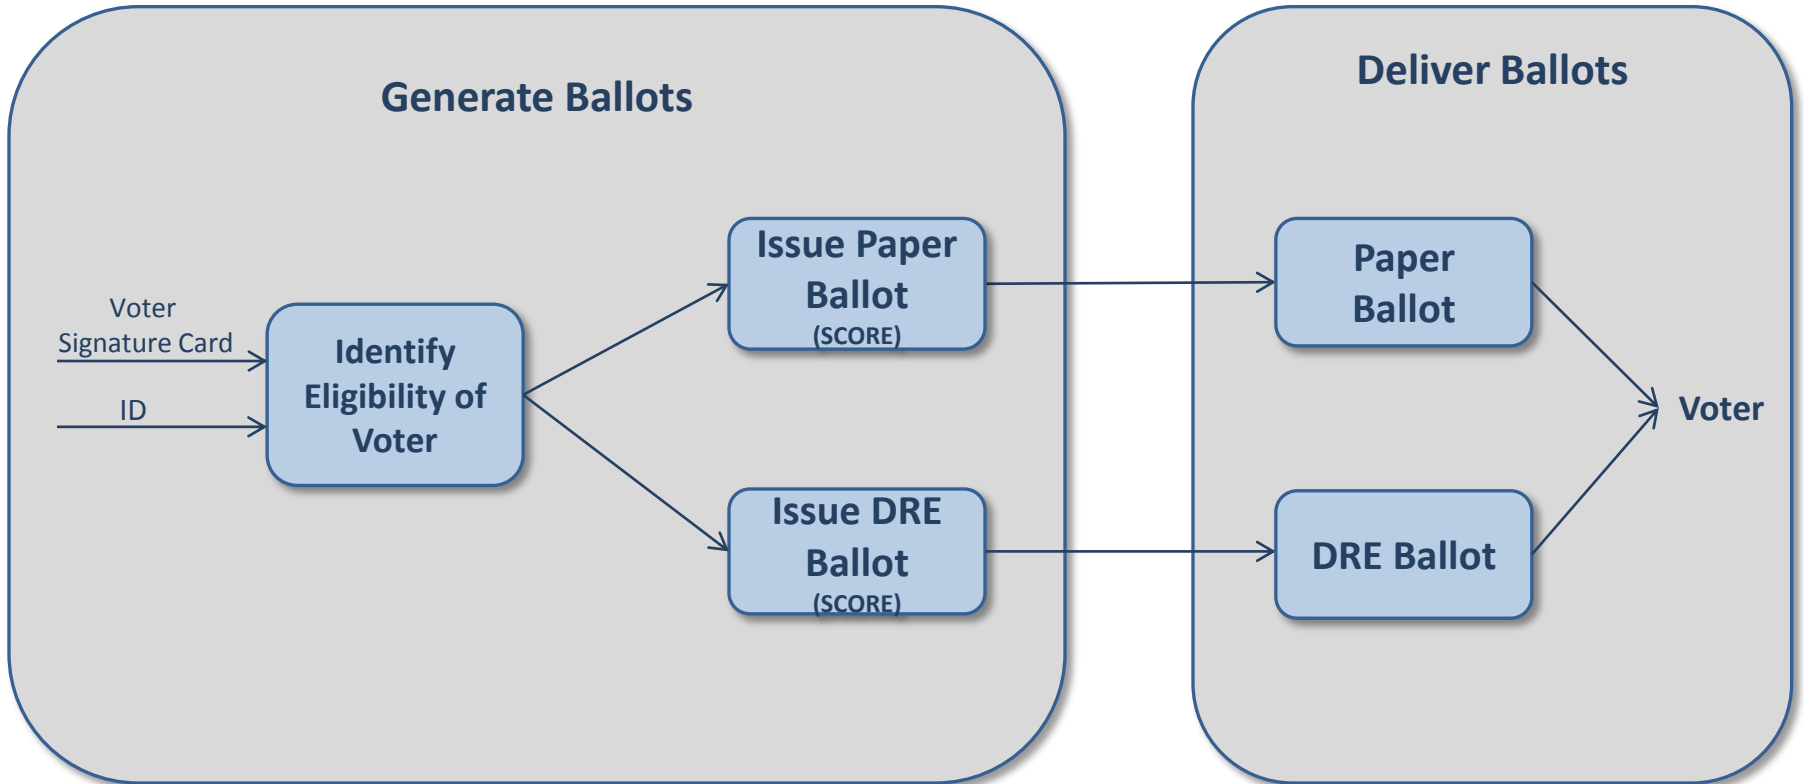 Generate Ballots
Deliver Ballots
Voter
Signature Card
ID
Identify
Eligibility of
Voter
Issue Paper
Ballot
(SCORE)
Issue DRE
Ballot
(SCORE)
Paper
Ballot
DRE Ballot
Voter